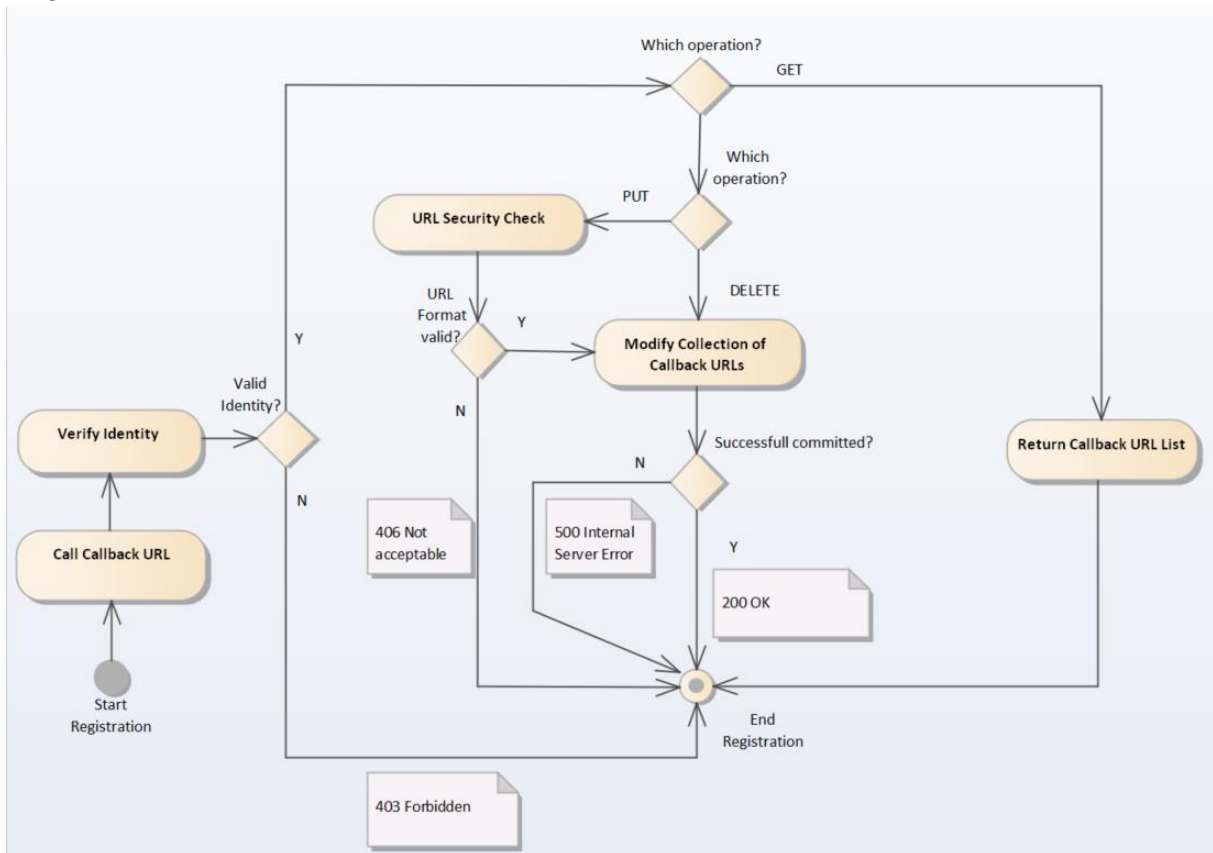 Which operation?
GET
Which
operation?
PUT
URL Security Check
DELETE
URL
Format
valid?
Y
Modify Collection of
Callback URLs
Y
Valid
Identity?
N
Verify Identity
Successfull committed?
Return Callback URL List
N
N
406 Not
acceptable
500 Internal
Server Error
Call Callback URL
Y
200 OK
Start
Registration
End
Registration
403 Forbidden